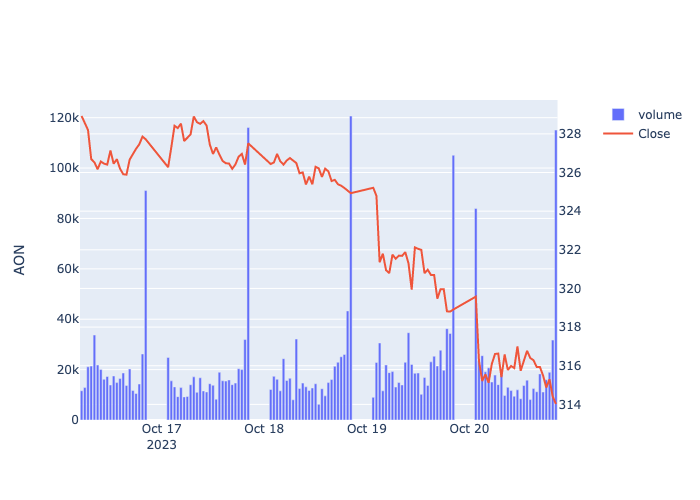 volume
Close
120k
100k
80k
60k
40k
20k
0
328
326
324
322
320
318
316
314
AON
Oct 17
2023
Oct 18
Oct 19
Oct 20